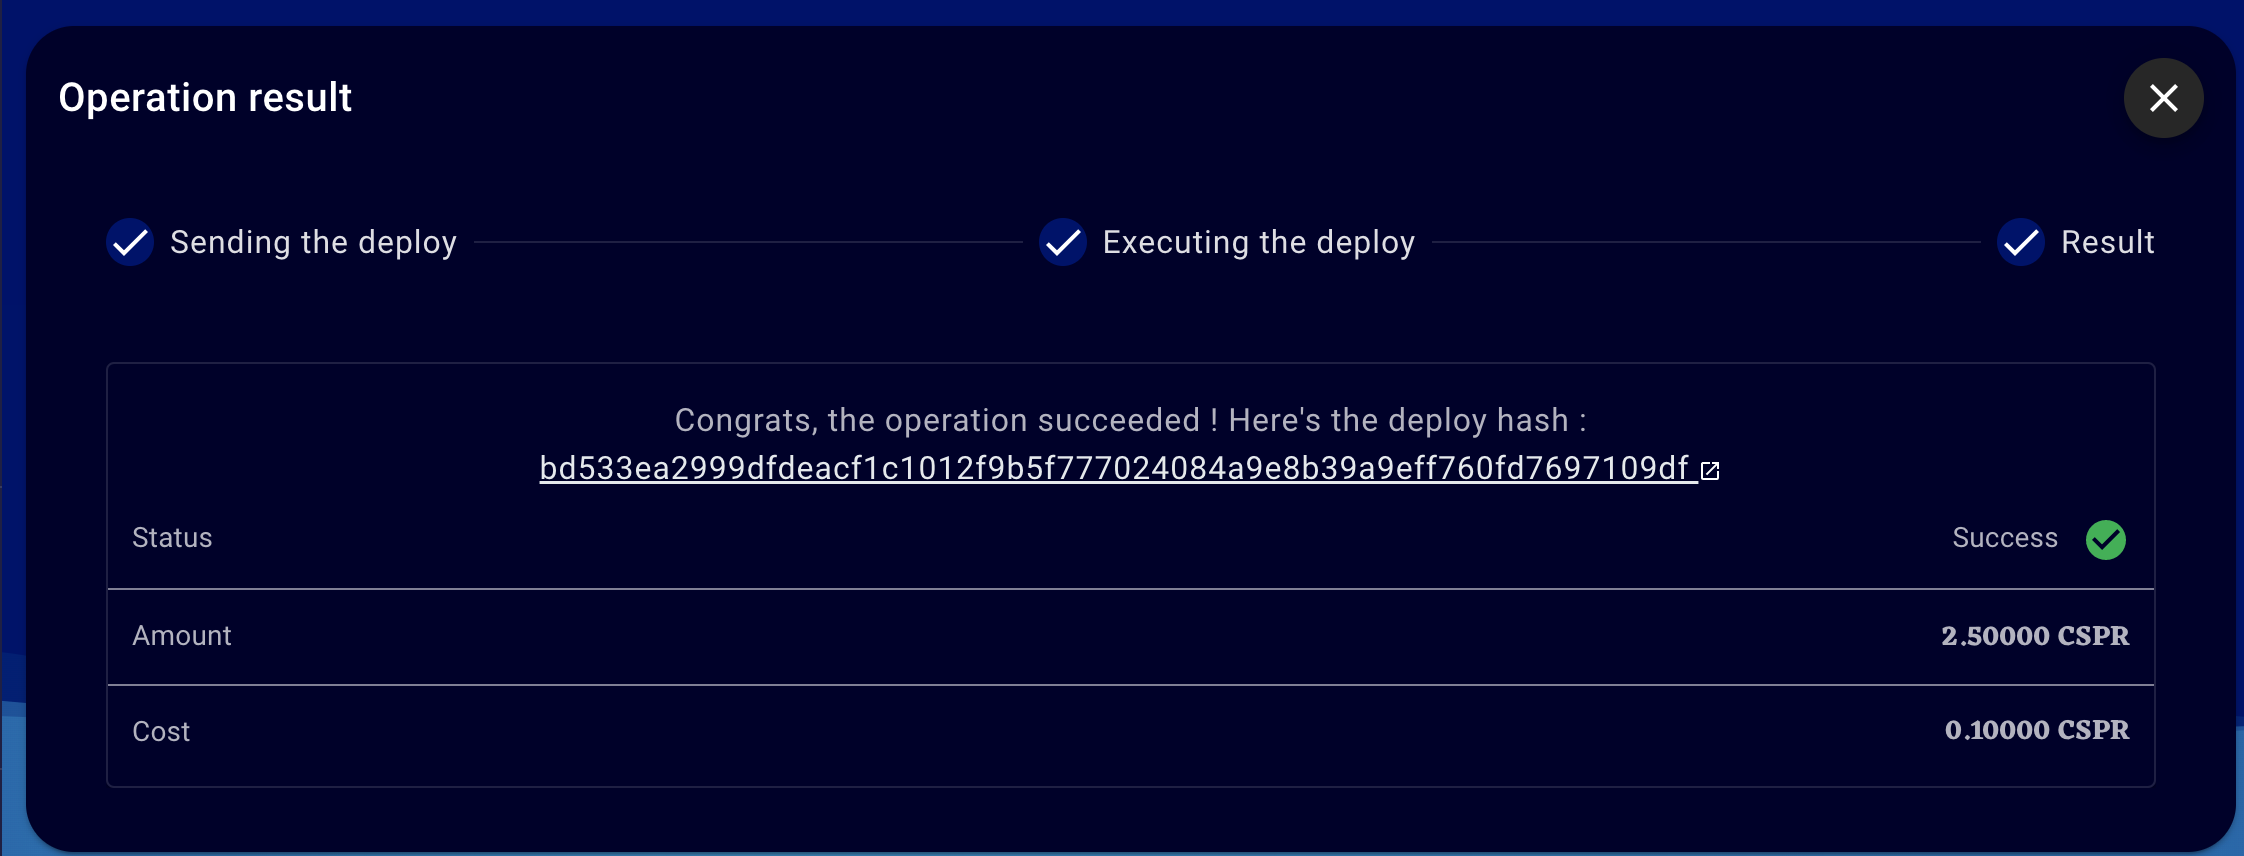 Operation result
Sending the deploy
Executing the deploy
Result
Congrats, the operation succeeded ! Here's the deploy hash :
bd533ea2999dfdeacf1c1012f9b5f777024084a9e8b39a9eff760fd7697109df
Status
Success
Amount
2.50000 CSPR
Cost
0.10000 CSPR